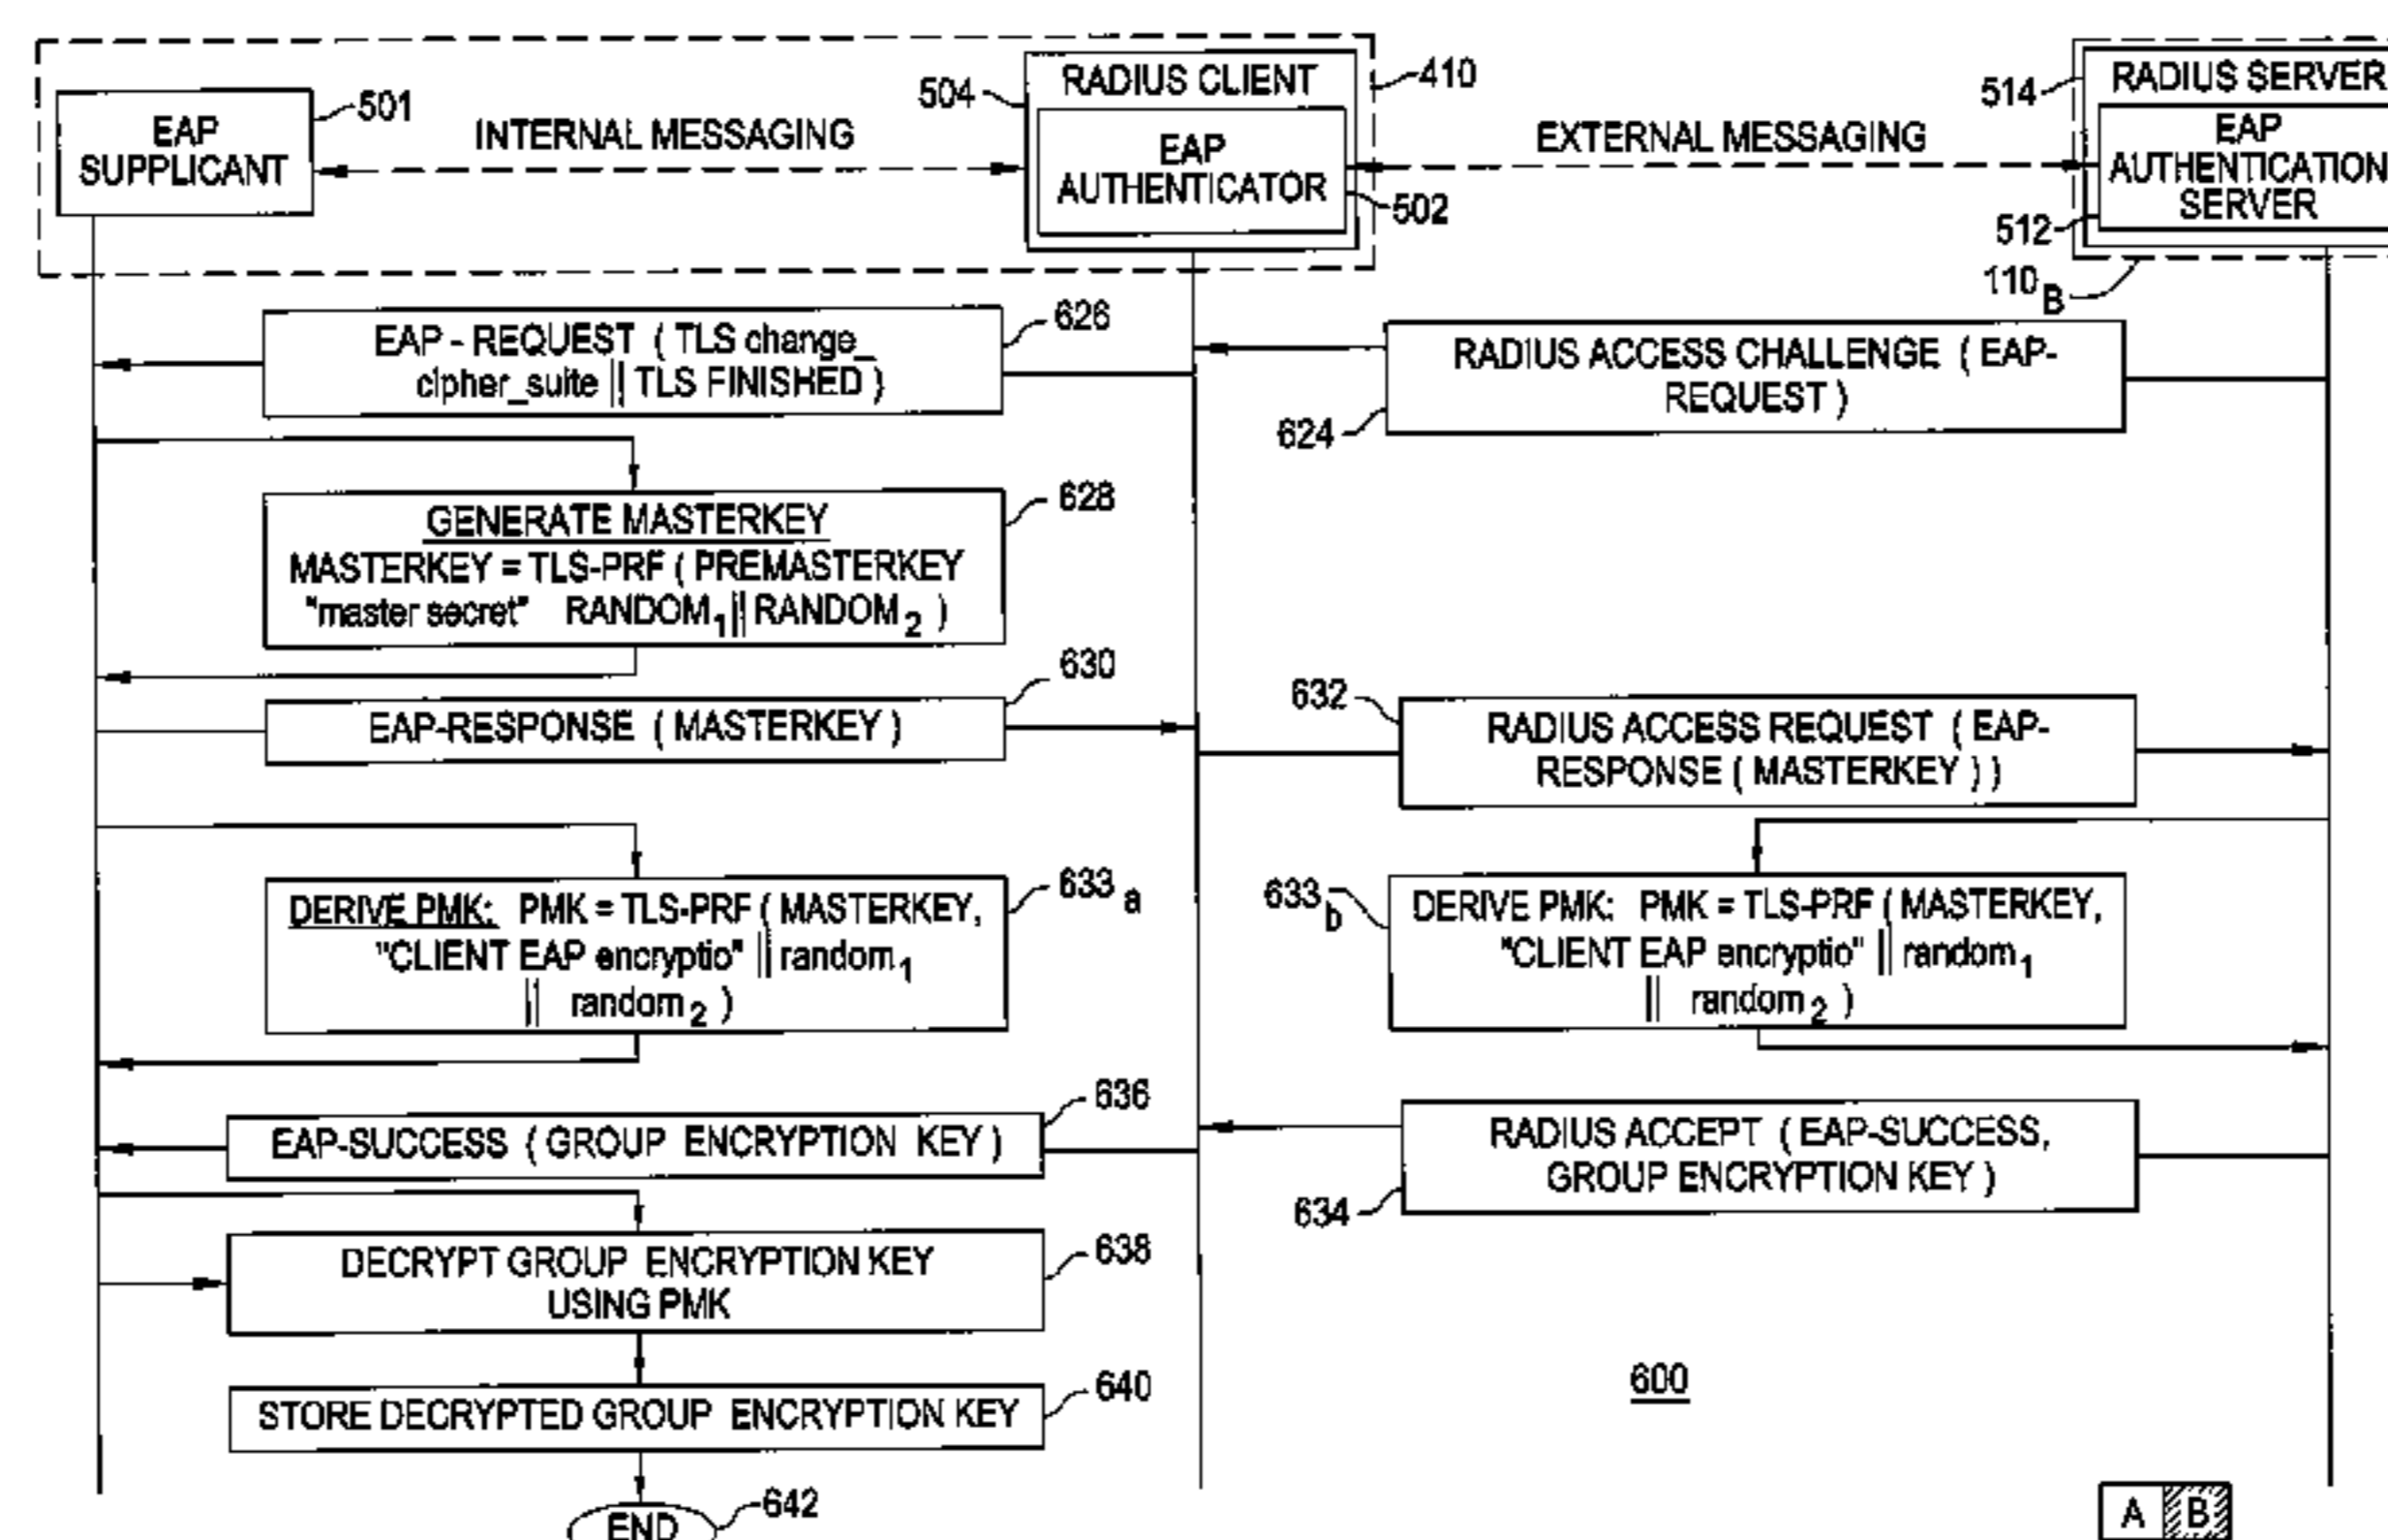 EAP
SUPPLICANT
501
INTERNAL MESSAGING
504
RADIUS CLIENT
EAP
AUTHENTICATOR
410
502
EXTERNAL MESSAGING
514
RADIUS SERVER
EAP
AUTHENTICATION
SERVER
512
110 B
EAP - REQUEST ( TLS change_
cipher_suite || TLS FINISHED )
626
RADIUS ACCESS CHALLENGE ( EAP-
REQUEST )
624
GENERATE MASTERKEY
MASTERKEY = TLS-PRF ( PREMASTERKEY
"master secret" RANDOM1 || RANDOM2 )
628
EAP-RESPONSE ( MASTERKEY )
630
632
RADIUS ACCESS REQUEST ( EAP-
RESPONSE ( MASTERKEY ) )
DERIVE PMK: PMK = TLS-PRF ( MASTERKEY,
"CLIENT EAP encryptio" || random1
|| random2 )
633 a
633 b
DERIVE PMK: PMK = TLS-PRF ( MASTERKEY,
"CLIENT EAP encryptio" || random1
|| random2 )
EAP-SUCCESS ( GROUP ENCRYPTION KEY )
636
RADIUS ACCEPT ( EAP-SUCCESS,
GROUP ENCRYPTION KEY )
634
DECRYPT GROUP ENCRYPTION KEY
USING PMK
638
STORE DECRYPTED GROUP ENCRYPTION KEY
640
600
END
642
A B